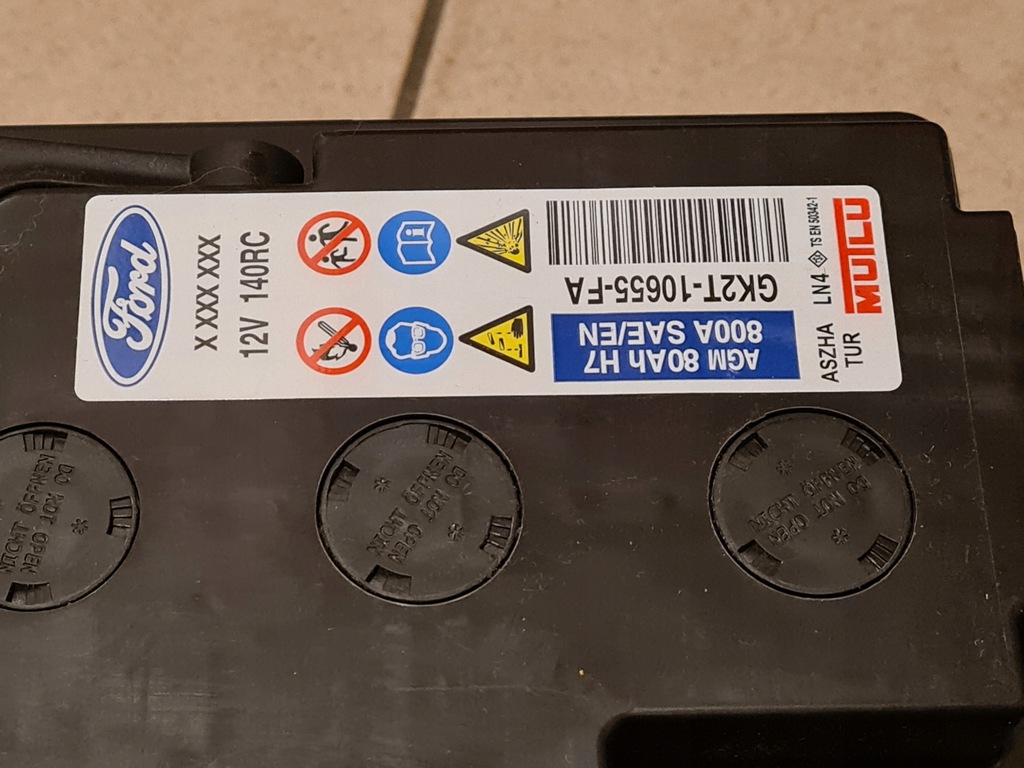 Ford
X XXXX XXX
12V 140RC
GK2T-10655-FA
AGM 80Ah H7
800A SAE/EN
ASZHA LN4 TS EN 50342-1
TUR
MUTLU
NICHT ÖFFNEN
DO NOT OPEN
NICHT ÖFFNEN
DO NOT OPEN
NICHT ÖFFNEN
DO NOT OPEN